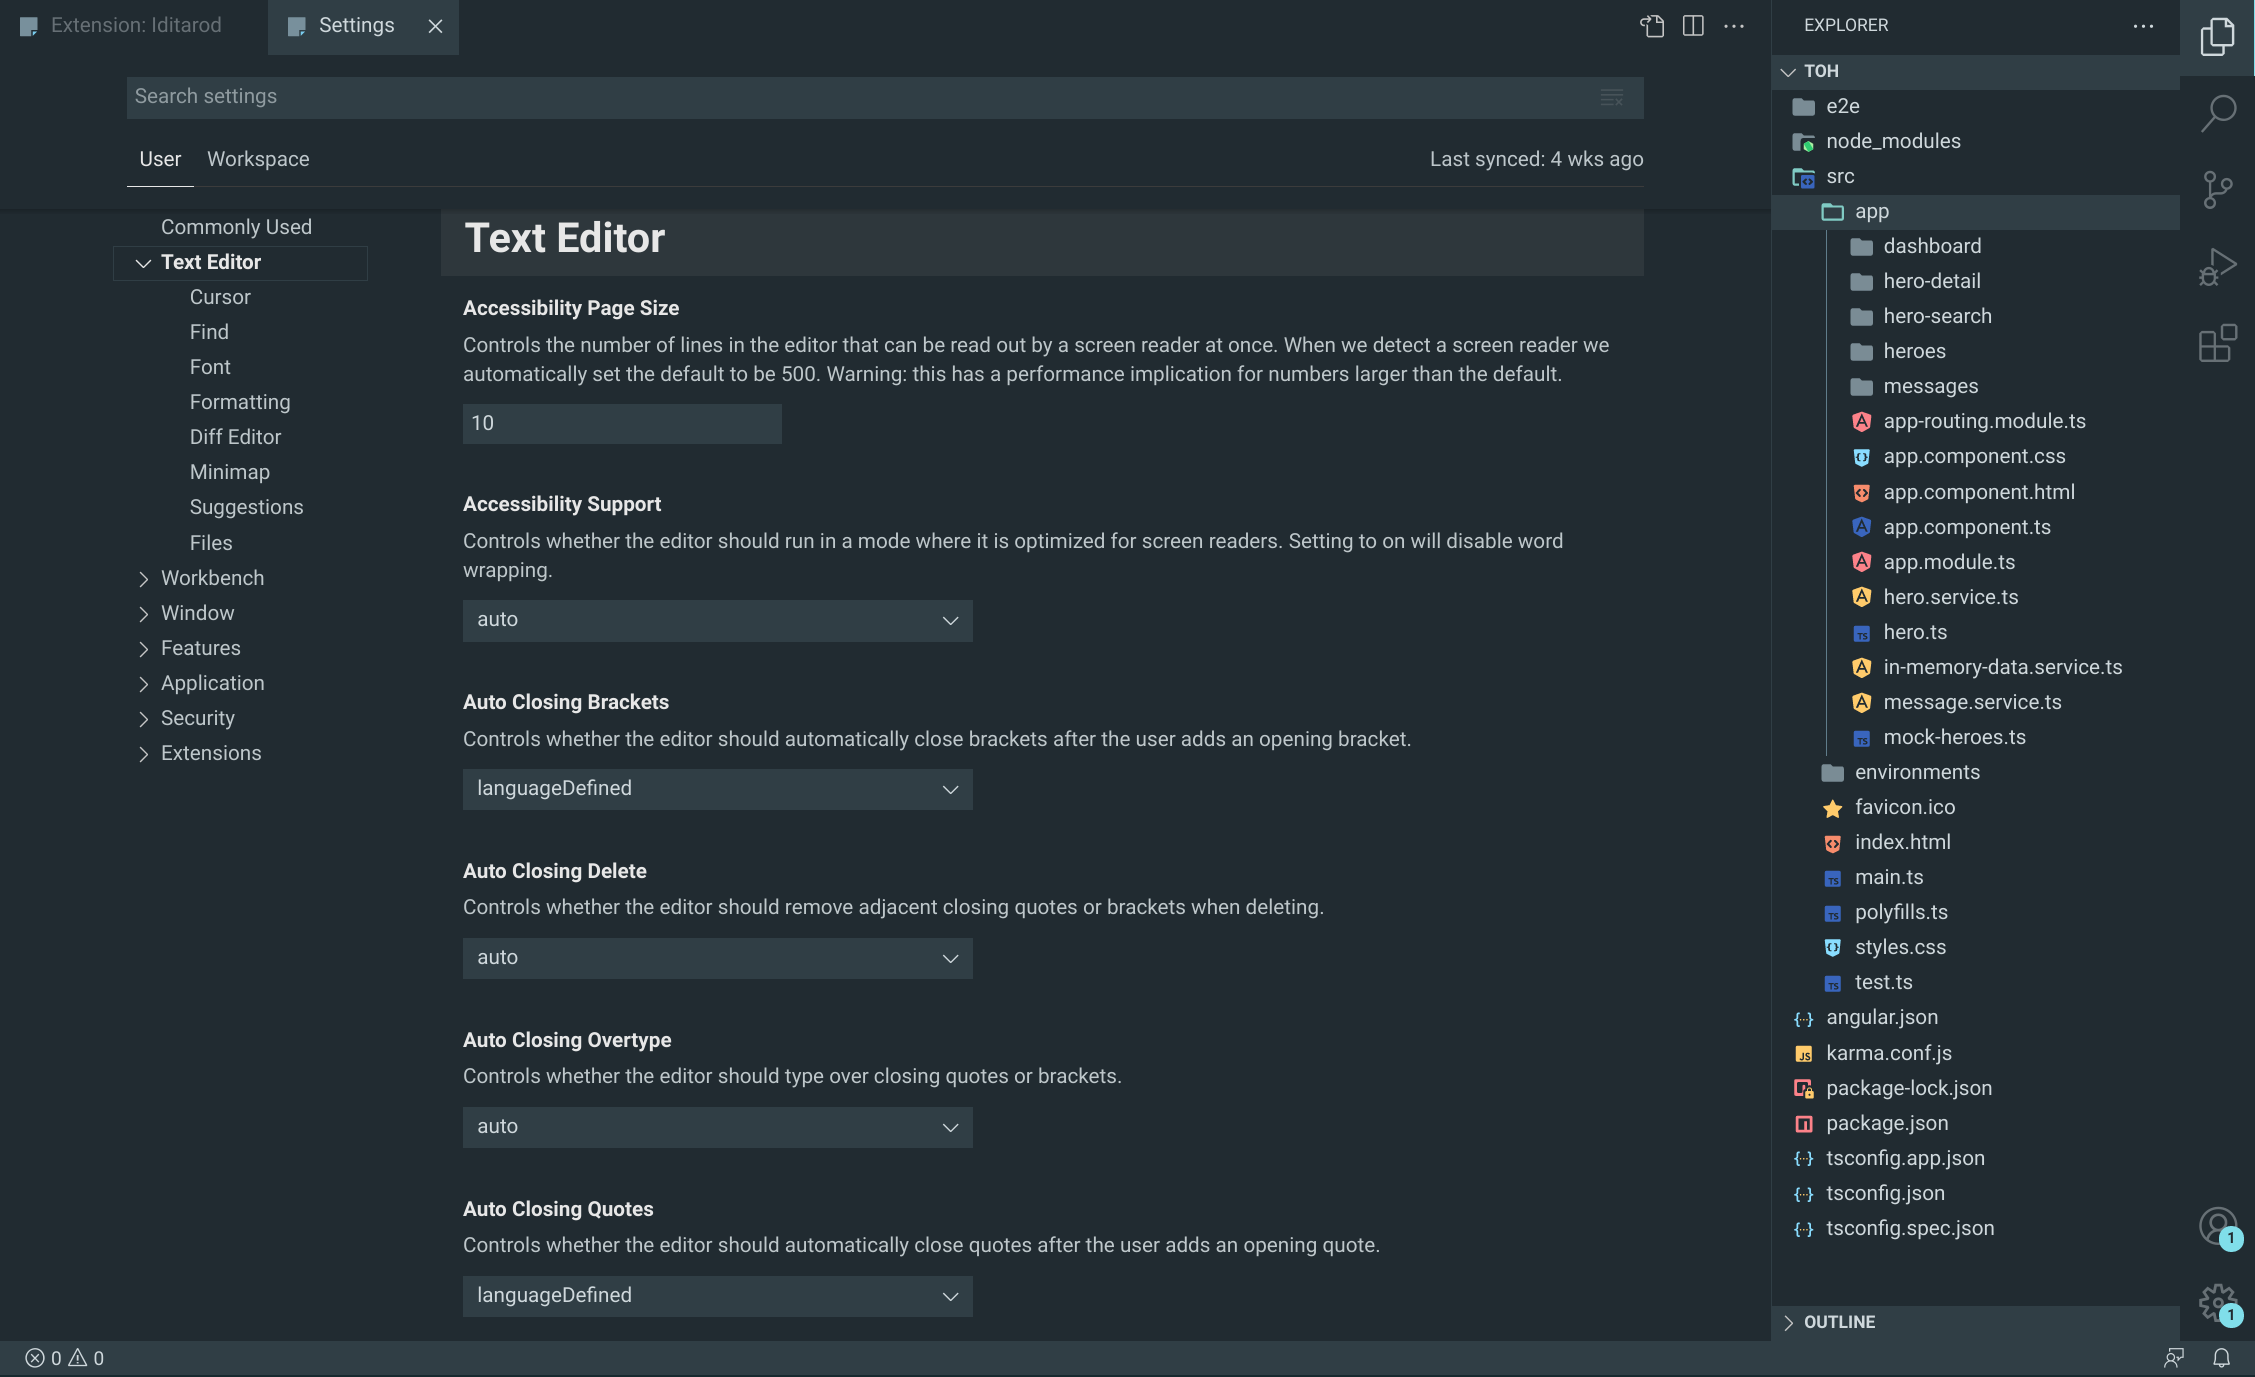 Extension: Iditarod
Settings
Search settings
User
Workspace
Last synced: 4 wks ago
Commonly Used
Text Editor
Cursor
Find
Font
Formatting
Diff Editor
Minimap
Suggestions
Files
Workbench
Window
Features
Application
Security
Extensions
Text Editor
Accessibility Page Size
Controls the number of lines in the editor that can be read out by a screen reader at once. When we detect a screen reader we
automatically set the default to be 500. Warning: this has a performance implication for numbers larger than the default.
10
Accessibility Support
Controls whether the editor should run in a mode where it is optimized for screen readers. Setting to on will disable word
wrapping.
auto
Auto Closing Brackets
Controls whether the editor should automatically close brackets after the user adds an opening bracket.
languageDefined
Auto Closing Delete
Controls whether the editor should remove adjacent closing quotes or brackets when deleting.
auto
Auto Closing Overtype
Controls whether the editor should type over closing quotes or brackets.
auto
Auto Closing Quotes
Controls whether the editor should automatically close quotes after the user adds an opening quote.
languageDefined
EXPLORER
TOH
e2e
node_modules
src
app
dashboard
hero-detail
hero-search
heroes
messages
app-routing.module.ts
app.component.css
app.component.html
app.component.ts
app.module.ts
hero.service.ts
TS hero.ts
in-memory-data.service.ts
message.service.ts
TS mock-heroes.ts
environments
favicon.ico
index.html
TS main.ts
TS polyfills.ts
styles.css
TS test.ts
angular.json
JS karma.conf.js
package-lock.json
package.json
tsconfig.app.json
tsconfig.json
tsconfig.spec.json
OUTLINE
1
1
0
0